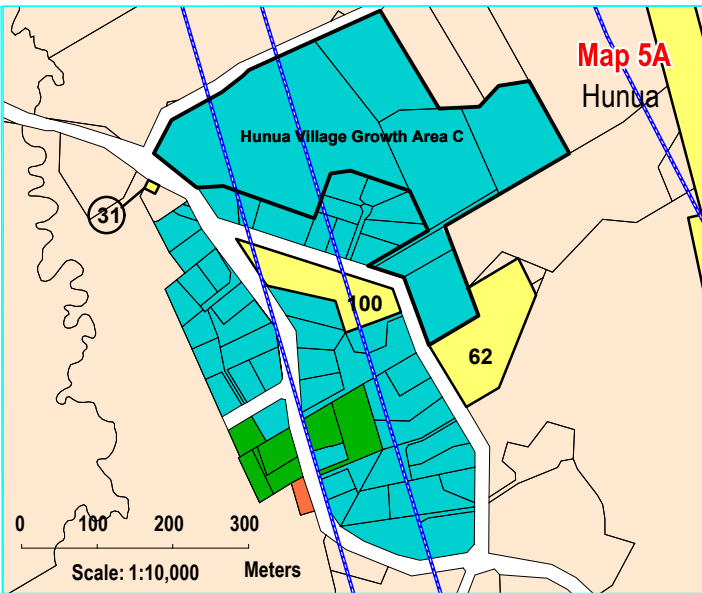 Map 5A
Hunua
Hunua Village Growth Area C
31
100
62
0 100 200 300
Scale: 1:10,000 Meters